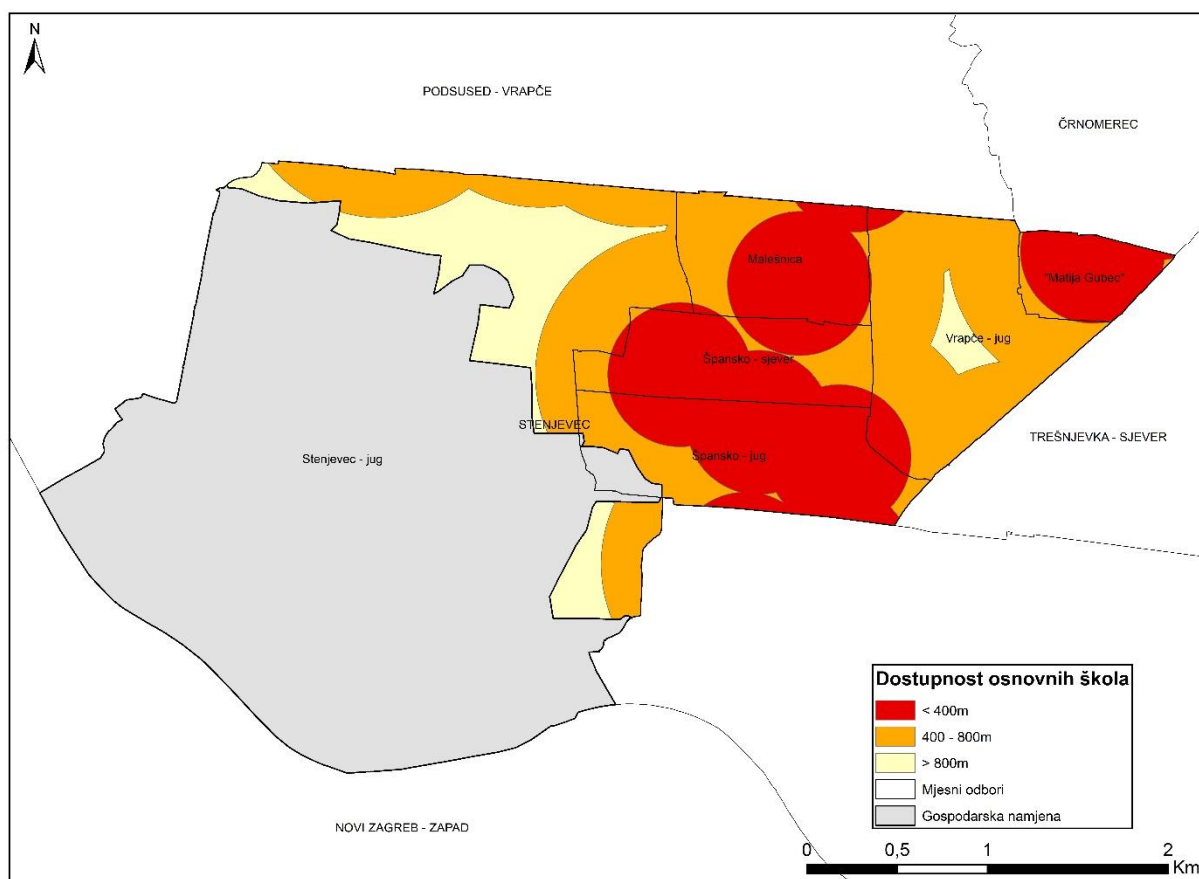 N
PODSUSED - VRAPČE
ČRNOMEREC
Malešnica
"Matija Gubec"
Vrapče - jug
Špansko - sjever
STENJEVEC
TREŠNJEVKA - SJEVER
Stenjevec - jug
Špansko - jug
NOVI ZAGREB - ZAPAD
Dostupnost osnovnih škola
< 400m
400 - 800m
> 800m
Mjesni odbori
Gospodarska namjena
0 0,5 1 2
Km